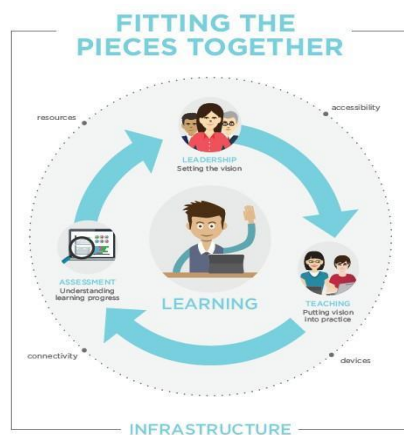 FITTING THE
PIECES TOGETHER
resources
accessibility
LEADERSHIP
Setting the vision
ASSESSMENT
Understanding
learning progress
LEARNING
TEACHING
Putting vision
into practice
connectivity
devices
INFRASTRUCTURE